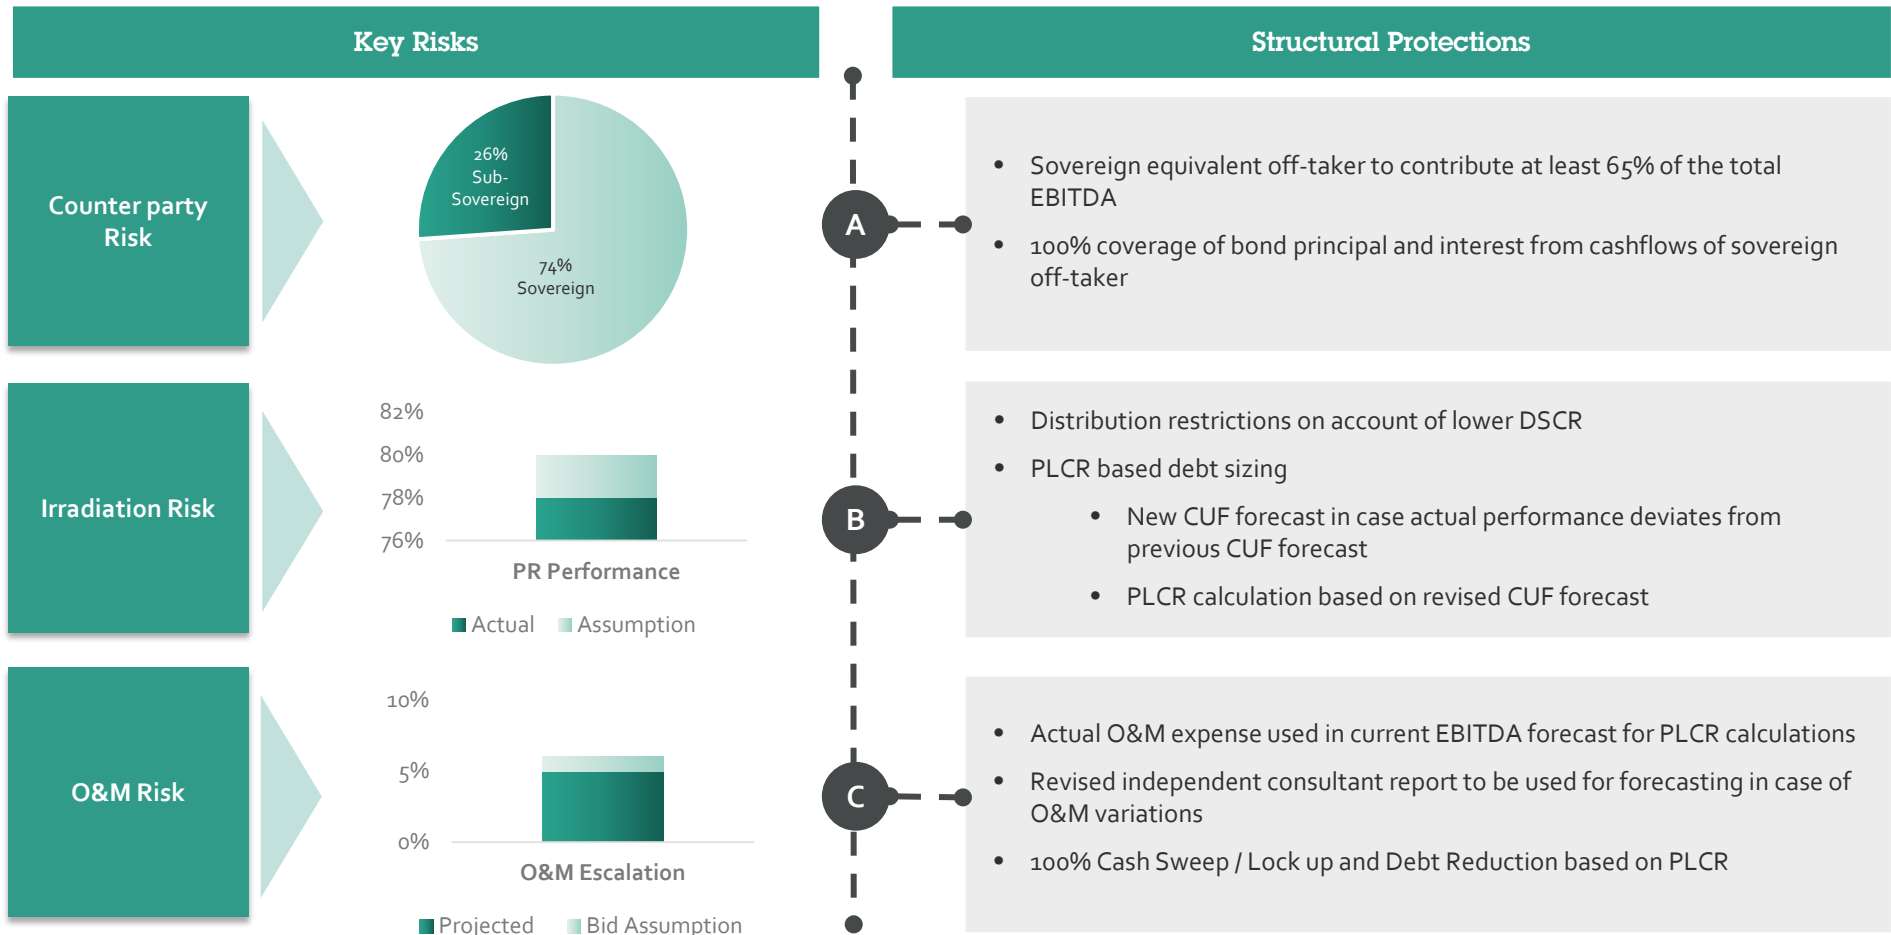 Key Risks
Structural Protections
Counter party
Risk
26%
Sub-
Sovereign
74%
Sovereign
A
• Sovereign equivalent off-taker to contribute at least 65% of the total
EBITDA
• 100% coverage of bond principal and interest from cashflows of sovereign
off-taker
Irradiation Risk
82%
80%
78%
76%
PR Performance
Actual
Assumption
B
• Distribution restrictions on account of lower DSCR
• PLCR based debt sizing
• New CUF forecast in case actual performance deviates from
previous CUF forecast
• PLCR calculation based on revised CUF forecast
O&M Risk
10%
5%
0%
O&M Escalation
Projected
Bid Assumption
C
• Actual O&M expense used in current EBITDA forecast for PLCR calculations
• Revised independent consultant report to be used for forecasting in case of
O&M variations
• 100% Cash Sweep / Lock up and Debt Reduction based on PLCR